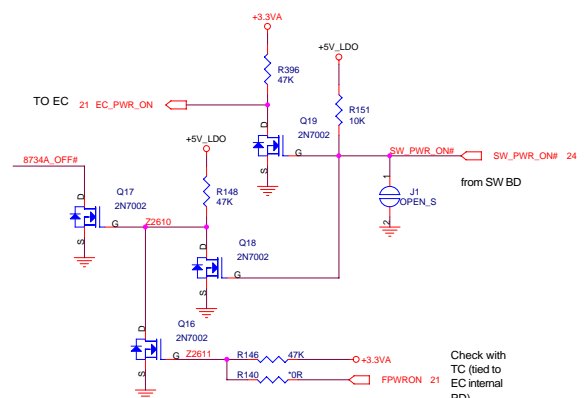 +3.3VA
+5V_LDO
R396
47K
TO EC 21 EC_PWR_ON
R151
10K
Q19
2N7002
D
G
S
+5V_LDO
SW_PWR_ON#
SW_PWR_ON# 24
from SW BD
8734A_OFF#
R148
47K
1
J1
OPEN_S
2
Q17
2N7002
D
G
S
Z2610
Q18
2N7002
D
G
S
Q16
2N7002
D
G
S
Z2611
R146 47K
+3.3VA
R140 *0R
FPWRON 21
Check with
TC (tied to
EC internal